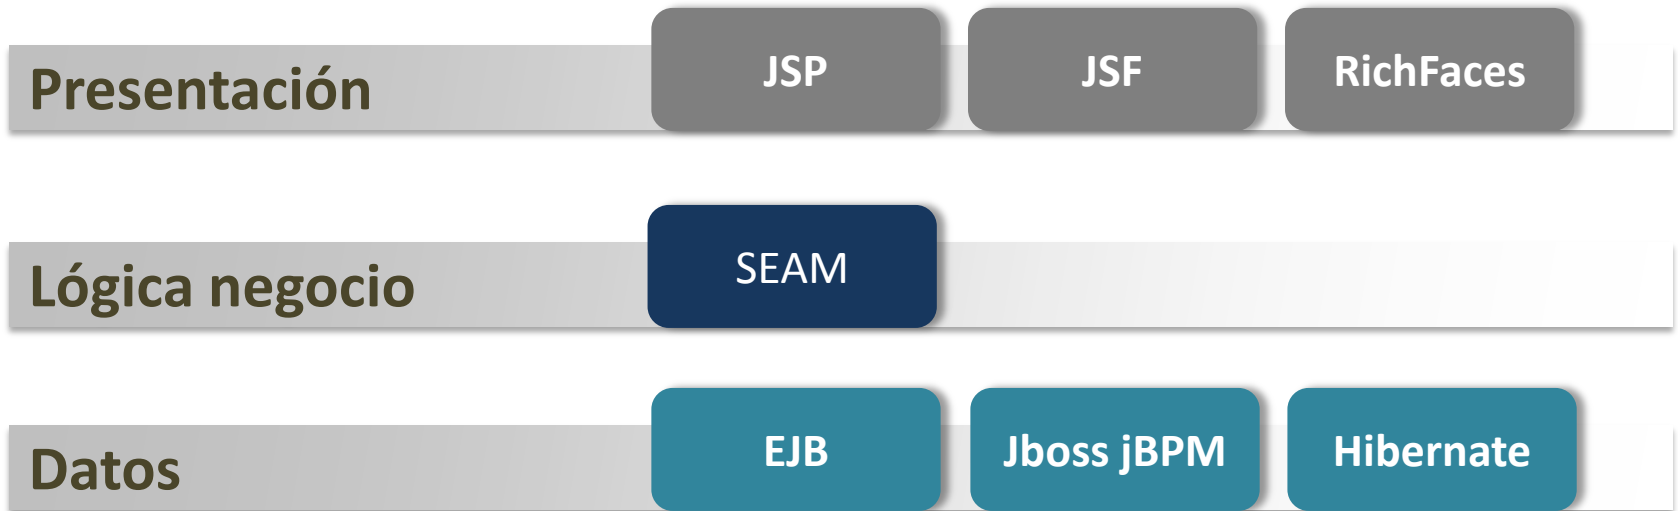 Presentación
JSP
JSF
RichFaces
Lógica negocio
SEAM
Datos
EJB
Jboss jBPM
Hibernate